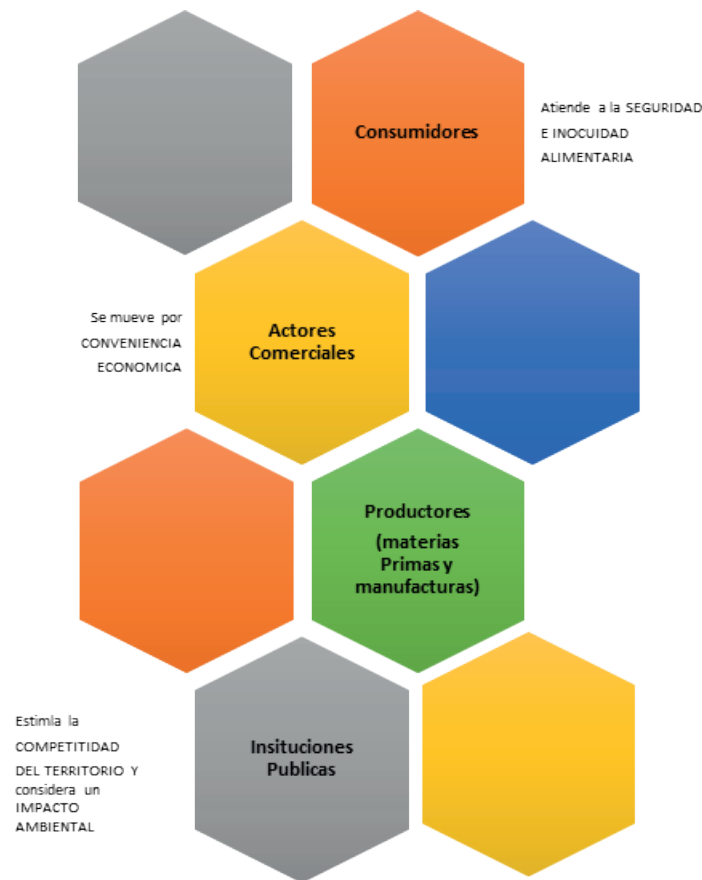 Consumidores
Atiende a la SEGURIDAD
E INOCUIDAD
ALIMENTARIA
Se mueve por
CONVENIENCIA
ECONOMICA
Actores
Comerciales
Productores
(materias
Primas y
manufacturas)
Estimla la
COMPETITIDAD
DEL TERRITORIO Y
considera un
IMPACTO
AMBIENTAL
Insituciones
Publicas